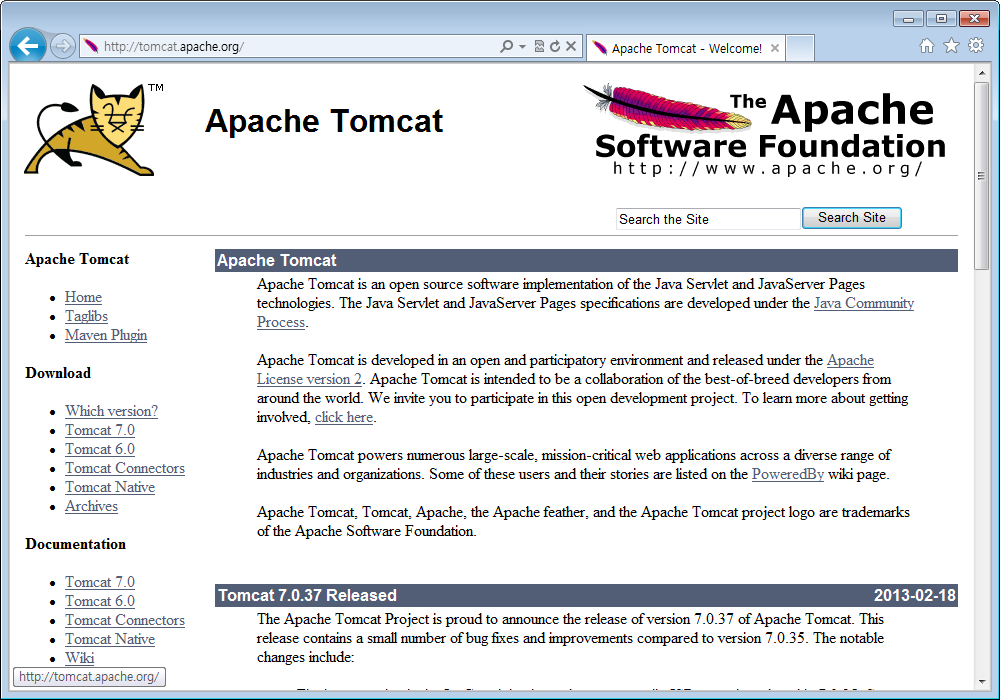 http://tomcat.apache.org/
Apache Tomcat - Welcome!
TM
Apache Tomcat
The Apache
Software Foundation
http://www.apache.org/
Search the Site
Search Site
Apache Tomcat
Home
Taglibs
Maven Plugin
Download
Which version?
Tomcat 7.0
Tomcat 6.0
Tomcat Connectors
Tomcat Native
Archives
Documentation
Tomcat 7.0
Tomcat 6.0
Tomcat Connectors
Tomcat Native
Wiki
Apache Tomcat
Apache Tomcat is an open source software implementation of the Java Servlet and JavaServer Pages
technologies. The Java Servlet and JavaServer Pages specifications are developed under the Java Community
Process.
Apache Tomcat is developed in an open and participatory environment and released under the Apache
License version 2. Apache Tomcat is intended to be a collaboration of the best-of-breed developers from
around the world. We invite you to participate in this open development project. To learn more about getting
involved, click here.
Apache Tomcat powers numerous large-scale, mission-critical web applications across a diverse range of
industries and organizations. Some of these users and their stories are listed on the PoweredBy wiki page.
Apache Tomcat, Tomcat, Apache, the Apache feather, and the Apache Tomcat project logo are trademarks
of the Apache Software Foundation.
Tomcat 7.0.37 Released 2013-02-18
The Apache Tomcat Project is proud to announce the release of version 7.0.37 of Apache Tomcat. This
release contains a small number of bug fixes and improvements compared to version 7.0.35. The notable
changes include:
http://tomcat.apache.org/